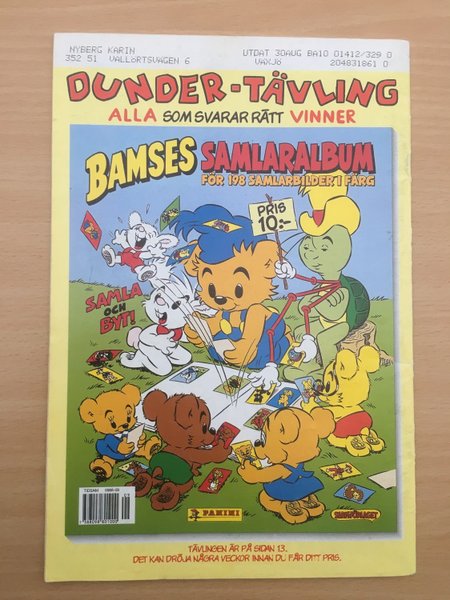 NYBERG KARIN UTDAT 30AUG BA10 01412/329 0
352 51 VALLÖRTSVÄGEN 6 VÄXJÖ 204831861 0
DUNDER-TÄVLING
ALLA SOM SVARAR RÄTT VINNER
BAMSES SAMLARALBUM
FÖR 198 SAMLARBILDER I FÄRG
PRIS
10:-
SAMLA
OCH
BYT!
PANINI
TÄVLINGEN ÄR PÅ SIDAN 13.
DET KAN DRÖJA NÅGRA VECKOR INNAN DU FÅR DITT PRIS.